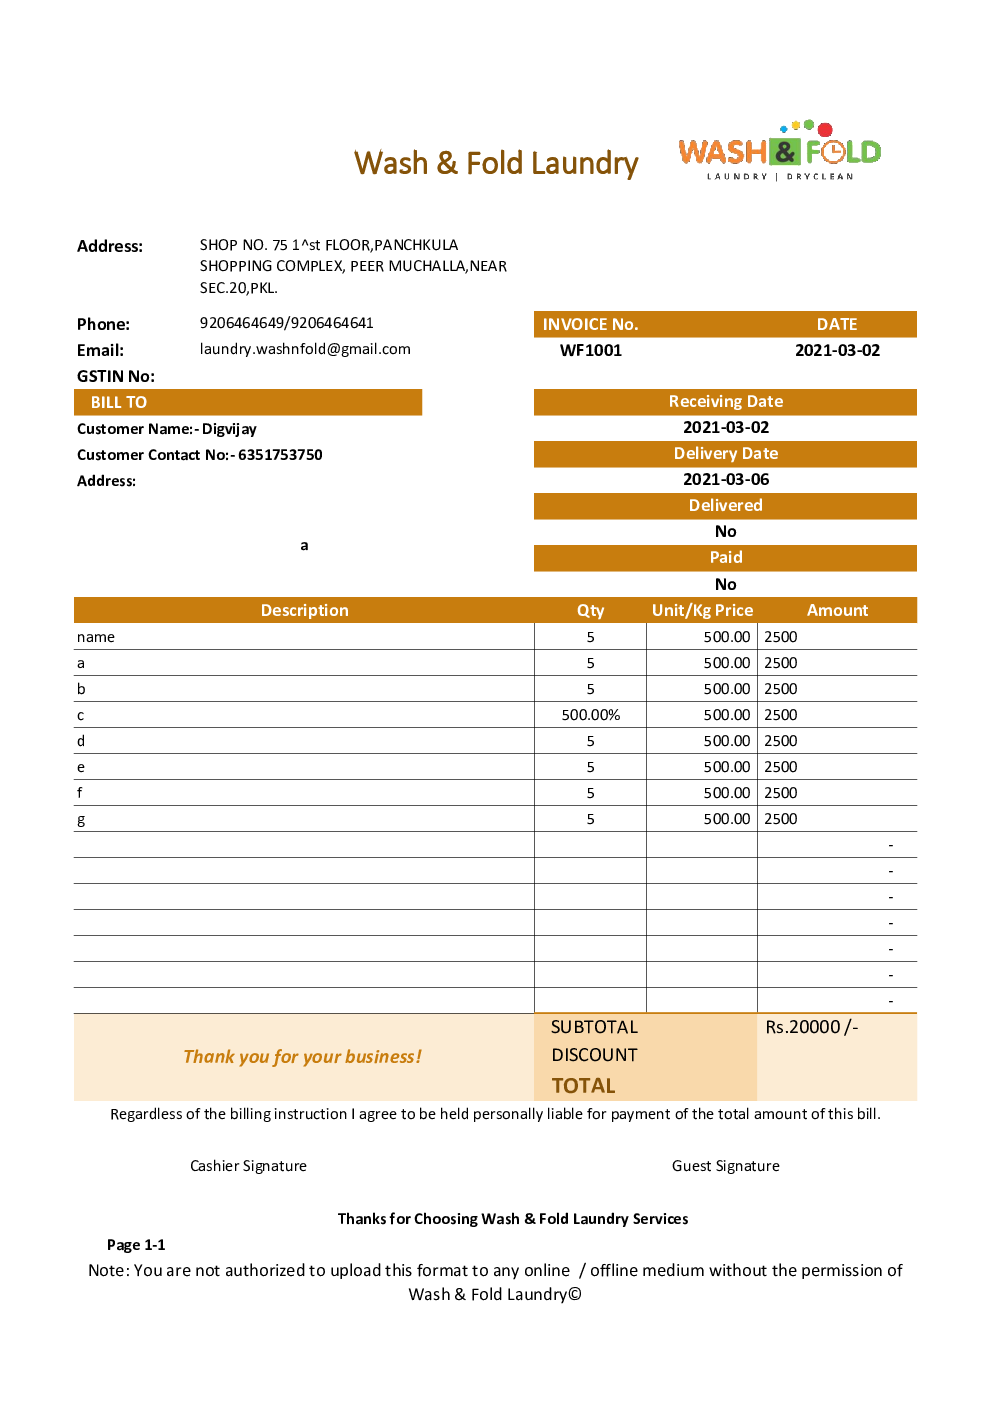 Wash & Fold Laundry
WASH & FOLD
LAUNDRY | DRYCLEAN
Address: SHOP NO. 75 1^st FLOOR,PANCHKULA
SHOPPING COMPLEX, PEER MUCHALLA,NEAR
SEC.20,PKL.
Phone: 9206464649/9206464641
INVOICE No. DATE
Email: laundry.washnfold@gmail.com
WF1001 2021-03-02
GSTIN No:
BILL TO
Receiving Date
Customer Name:- Digvijay
2021-03-02
Customer Contact No:- 6351753750
Delivery Date
Address:
2021-03-06
Delivered
No
a
Paid
No
Description Qty Unit/Kg Price Amount
name 5 500.00 2500
a 5 500.00 2500
b 5 500.00 2500
c 500.00% 500.00 2500
d 5 500.00 2500
e 5 500.00 2500
f 5 500.00 2500
g 5 500.00 2500
-
-
-
-
-
-
-
SUBTOTAL Rs.20000 /-
Thank you for your business!
DISCOUNT
TOTAL
Regardless of the billing instruction I agree to be held personally liable for payment of the total amount of this bill.
Cashier Signature Guest Signature
Thanks for Choosing Wash & Fold Laundry Services
Page 1-1
Note: You are not authorized to upload this format to any online  / offline medium without the permission of
Wash & Fold Laundry©